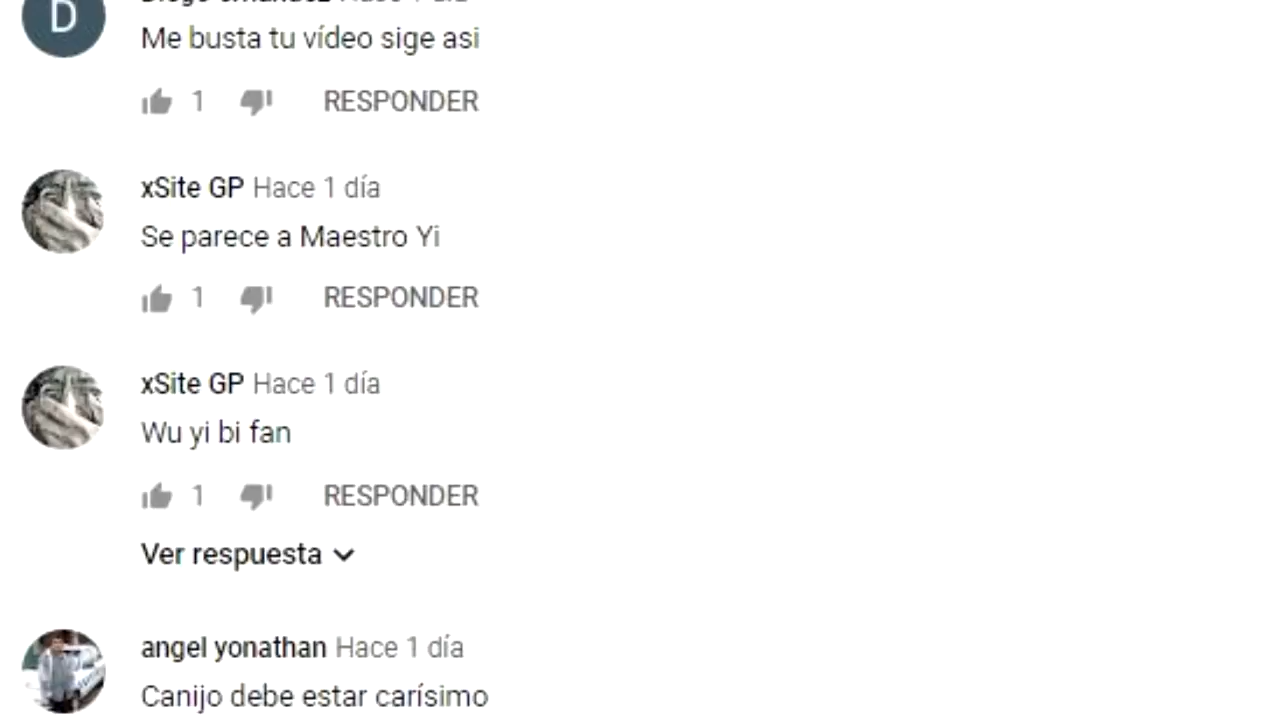 D
Me busta tu vídeo sige asi
1 RESPONDER
xSite GP Hace 1 día
Se parece a Maestro Yi
1 RESPONDER
xSite GP Hace 1 día
Wu yi bi fan
1 RESPONDER
Ver respuesta
angel yonathan Hace 1 día
Canijo debe estar carísimo